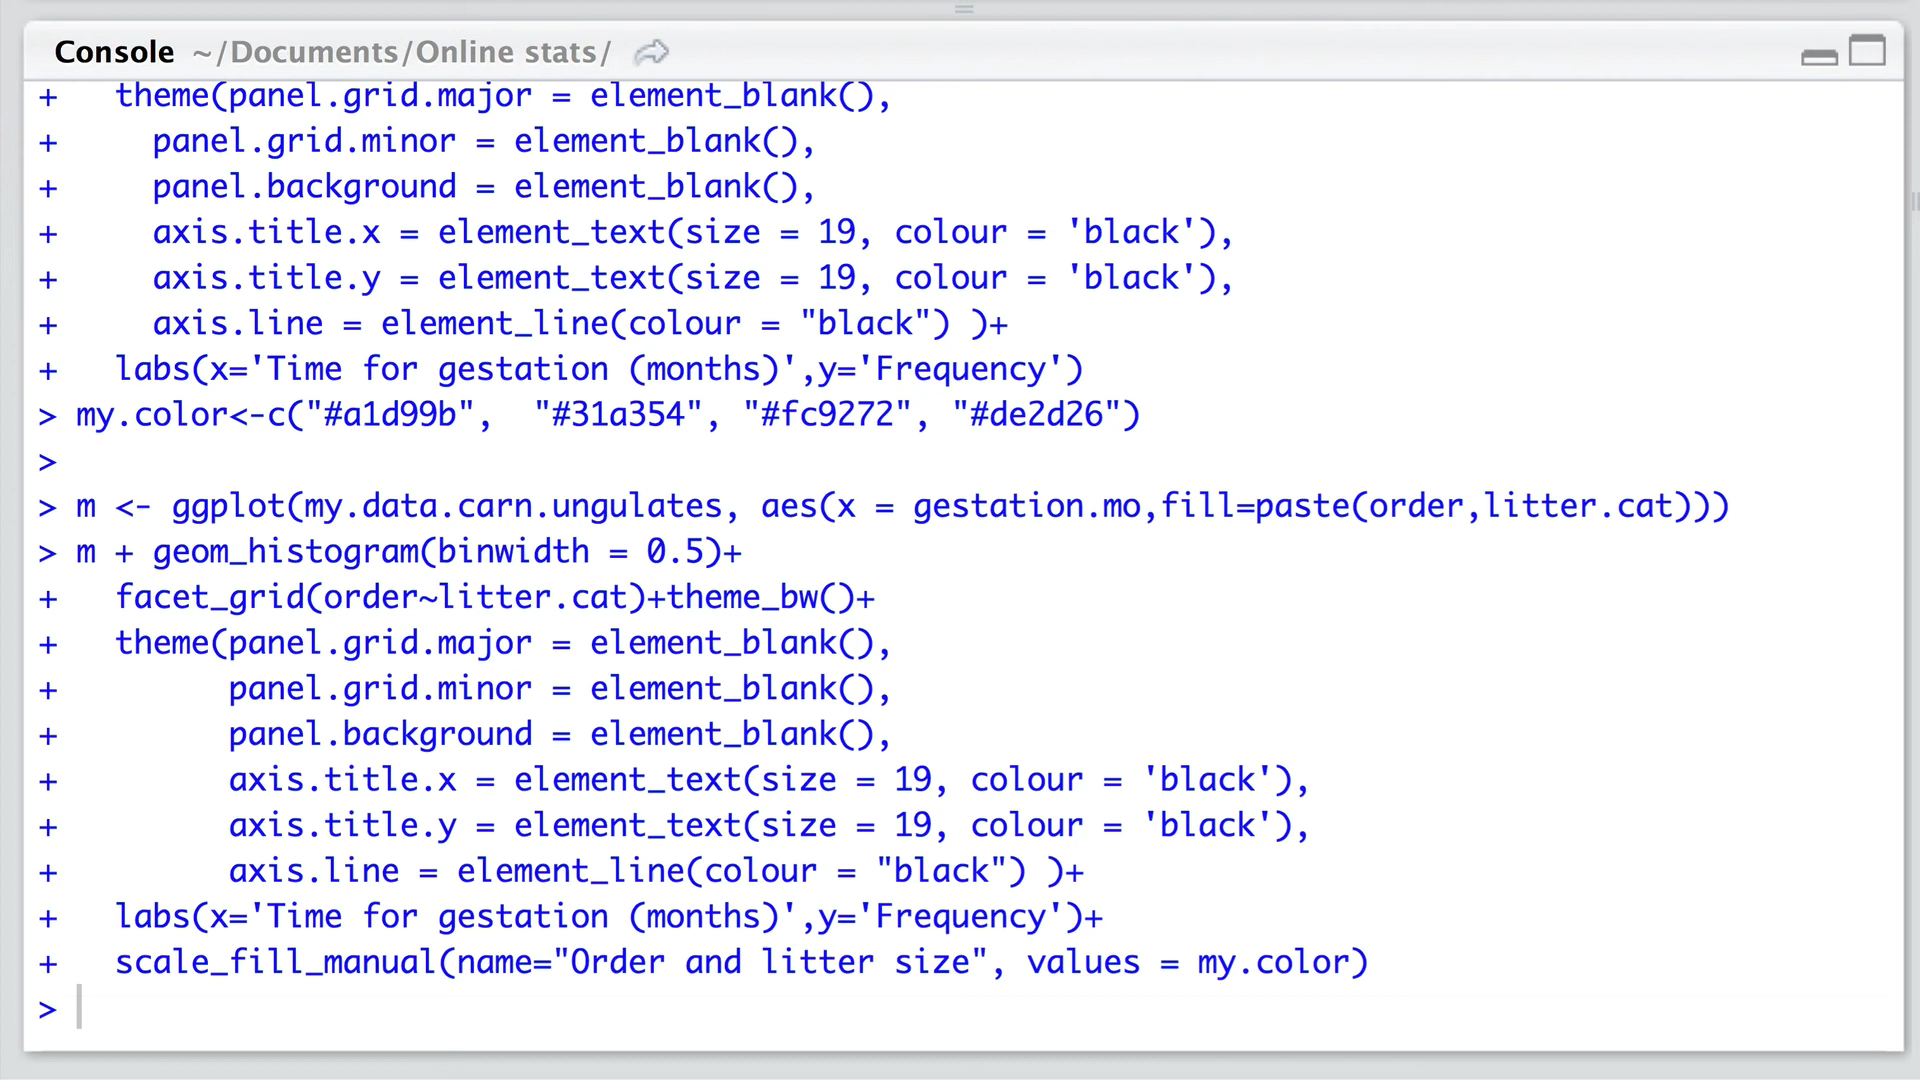 Console ~/Documents/Online stats/
+   theme(panel.grid.major = element_blank(),
+     panel.grid.minor = element_blank(),
+     panel.background = element_blank(),
+     axis.title.x = element_text(size = 19, colour = 'black'),
+     axis.title.y = element_text(size = 19, colour = 'black'),
+     axis.line = element_line(colour = "black") )+
+   labs(x='Time for gestation (months)',y='Frequency')
> my.color<-c("#a1d99b",  "#31a354", "#fc9272", "#de2d26")
>
> m <- ggplot(my.data.carn.ungulates, aes(x = gestation.mo,fill=paste(order,litter.cat)))
> m + geom_histogram(binwidth = 0.5)+
+   facet_grid(order~litter.cat)+theme_bw()+
+   theme(panel.grid.major = element_blank(),
+         panel.grid.minor = element_blank(),
+         panel.background = element_blank(),
+         axis.title.x = element_text(size = 19, colour = 'black'),
+         axis.title.y = element_text(size = 19, colour = 'black'),
+         axis.line = element_line(colour = "black") )+
+   labs(x='Time for gestation (months)',y='Frequency')+
+   scale_fill_manual(name="Order and litter size", values = my.color)
>